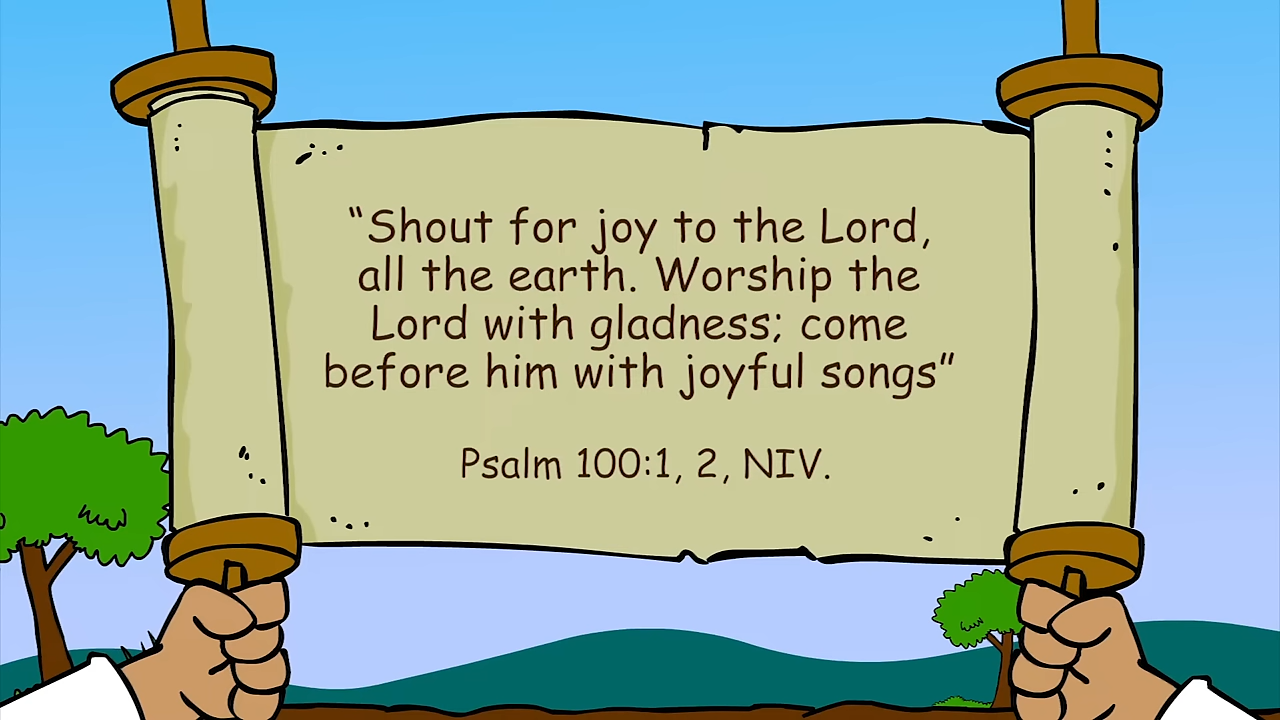 “Shout for joy to the Lord,
all the earth. Worship the
Lord with gladness; come
before him with joyful songs”
Psalm 100:1, 2, NIV.